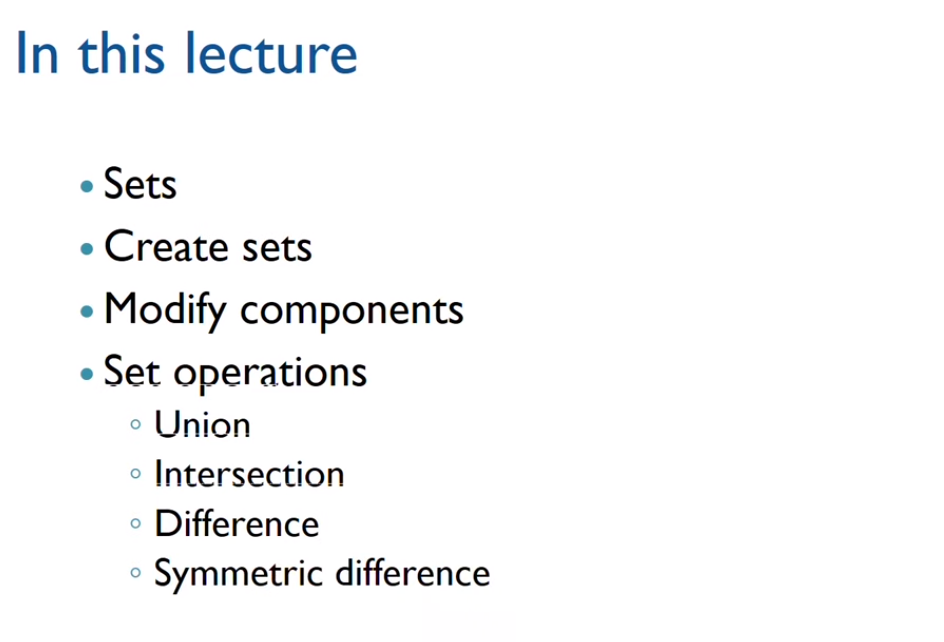 In this lecture
• Sets
• Create sets
• Modify components
• Set operations
◦ Union
◦ Intersection
◦ Difference
◦ Symmetric difference